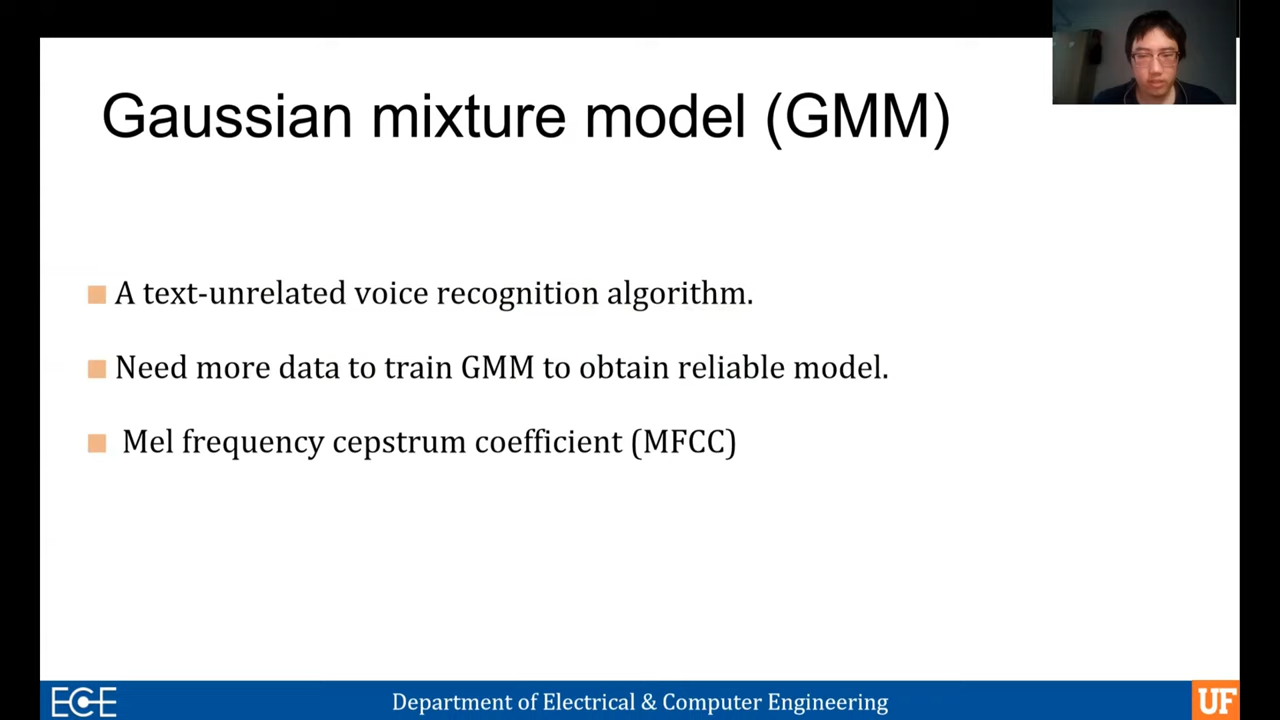 Gaussian mixture model (GMM)
A text-unrelated voice recognition algorithm.
Need more data to train GMM to obtain reliable model.
Mel frequency cepstrum coefficient (MFCC)
ECE
Department of Electrical & Computer Engineering
UF